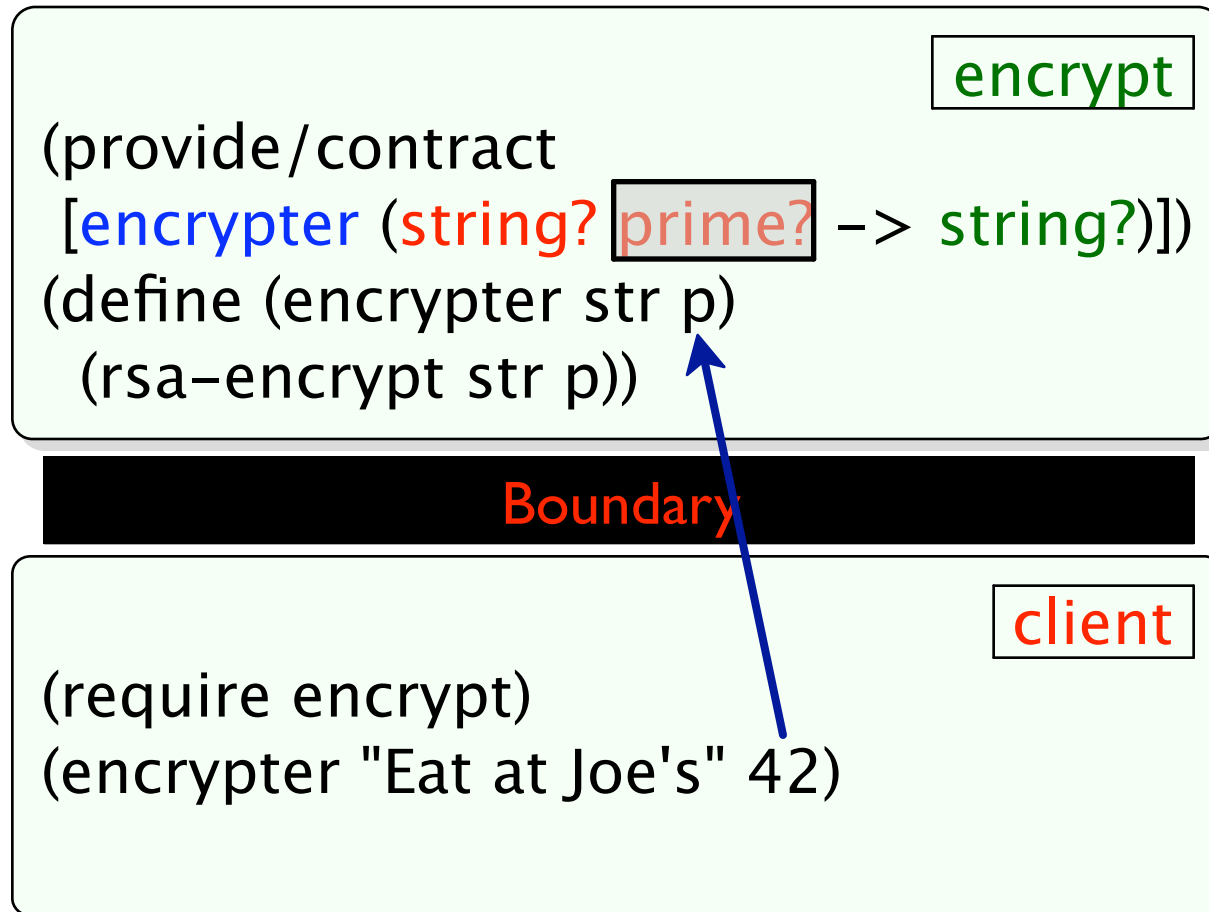 encrypt
(provide/contract
[encrypter (string? prime? -> string?)])
(define (encrypter str p)
(rsa-encrypt str p))
Boundary
client
(require encrypt)
(encrypter "Eat at Joe's" 42)